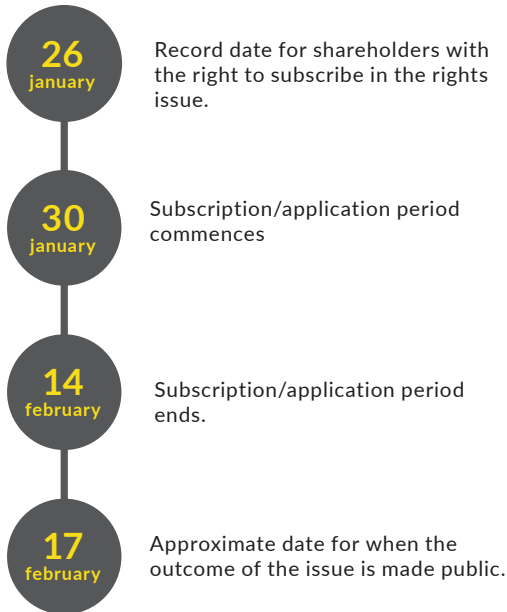 26
january
Record date for shareholders with
the right to subscribe in the rights
issue.
30
january
Subscription/application period
commences
14
february
Subscription/application period
ends.
17
february
Approximate date for when the
outcome of the issue is made public.